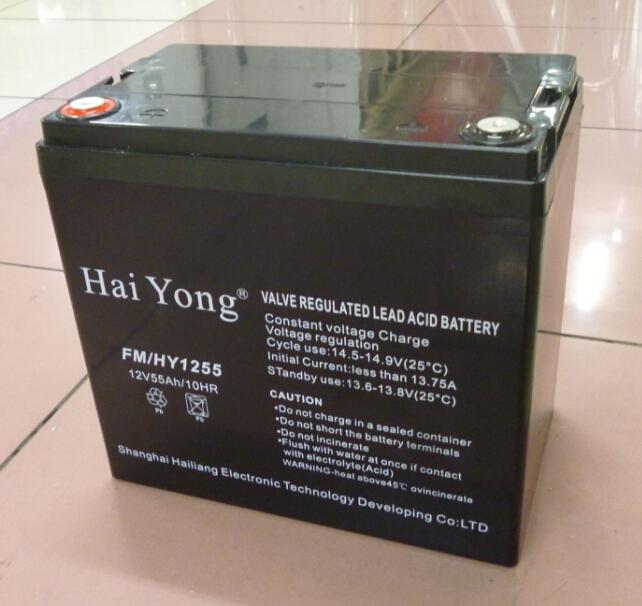 Hai Yong®
FM/HY1255
12V55Ah/10HR
Pb Pb
VALVE REGULATED LEAD ACID BATTERY
Constant voltage Charge
Voltage regulation
Cycle use:14.5-14.9V(25°C)
Initial Current:less than 13.75A
STandby use:13.6-13.8V(25°C)
CAUTION
•Do not charge in a sealed container
•Do not short the battery terminals
•Do not incinerate
•Flush with water at once if contact
with electrolyte(Acid)
WARNING-heat above45℃ ovincinerate
Shanghai Hailiang Electronic Technology Developing Co:LTD